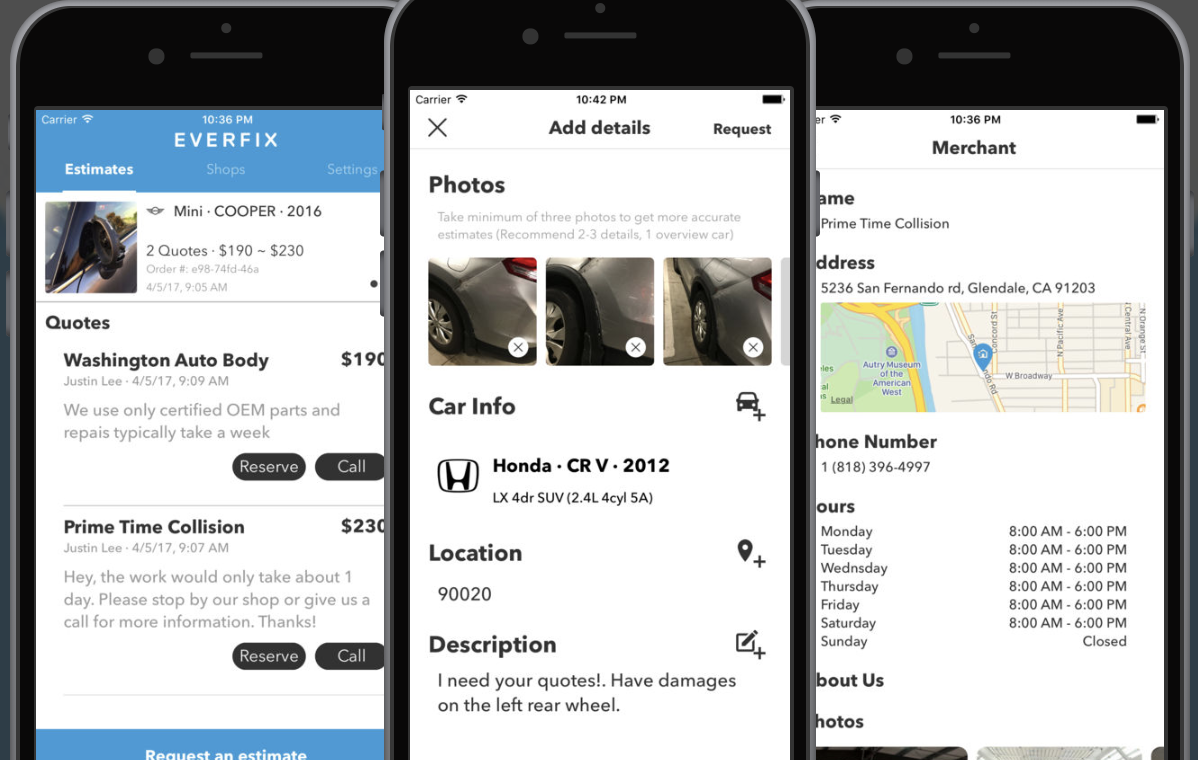 Carrier
10:36 PM
EVERFIX
Estimates
Shops
Settings
Mini · COOPER · 2016
2 Quotes · $190 ~ $230
Order #: e98-74fd-46a
4/5/17, 9:05 AM
Quotes
Washington Auto Body
$190
Justin Lee · 4/5/17, 9:09 AM
We use only certified OEM parts and
repais typically take a week
Reserve
Call
Prime Time Collision
$230
Justin Lee · 4/5/17, 9:07 AM
Hey, the work would only take about 1
day. Please stop by our shop or give us a
call for more information. Thanks!
Reserve
Call
Request an estimate
Carrier
10:42 PM
Add details
Request
Photos
Take minimum of three photos to get more accurate
estimates (Recommend 2-3 details, 1 overview car)
Car Info
Honda · CR V · 2012
LX 4dr SUV (2.4L 4cyl 5A)
Location
90020
Description
I need your quotes!. Have damages
on the left rear wheel.
er
10:36 PM
Merchant
ame
Prime Time Collision
ddress
5236 San Fernando rd, Glendale, CA 91203
Autry Museum
of the
American
West
Legal
Concord St
N Pacific Ave
N Central Ave
N Orange St
W Broadway
hone Number
1 (818) 396-4997
ours
Monday 8:00 AM - 6:00 PM
Tuesday 8:00 AM - 6:00 PM
Wednsday 8:00 AM - 6:00 PM
Thursday 8:00 AM - 6:00 PM
Friday 8:00 AM - 6:00 PM
Saturday 8:00 AM - 6:00 PM
Sunday Closed
bout Us
hotos